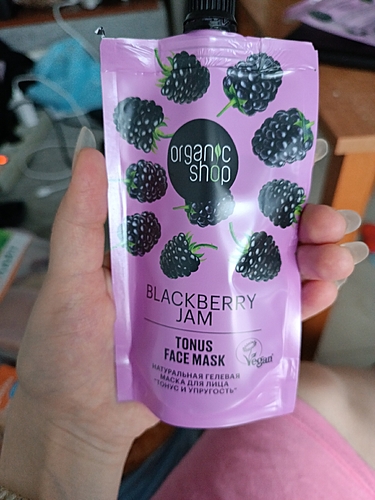 organic
shop
BLACKBERRY
JAM
TONUS
FACE MASK
Vegan
НАТУРАЛЬНАЯ ГЕЛЕВАЯ
МАСКА ДЛЯ ЛИЦА
"ТОНУС И УПРУГОСТЬ"